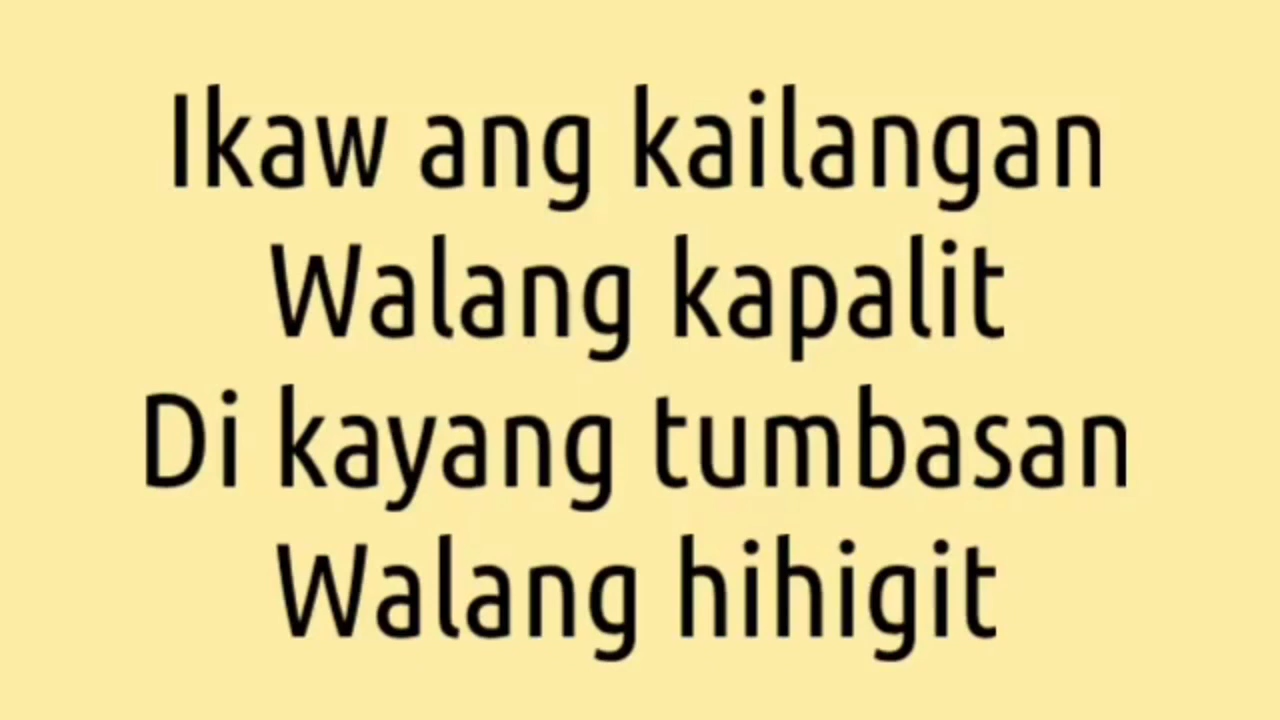 Ikaw ang kailangan
Walang kapalit
Di kayang tumbasan
Walang hihigit